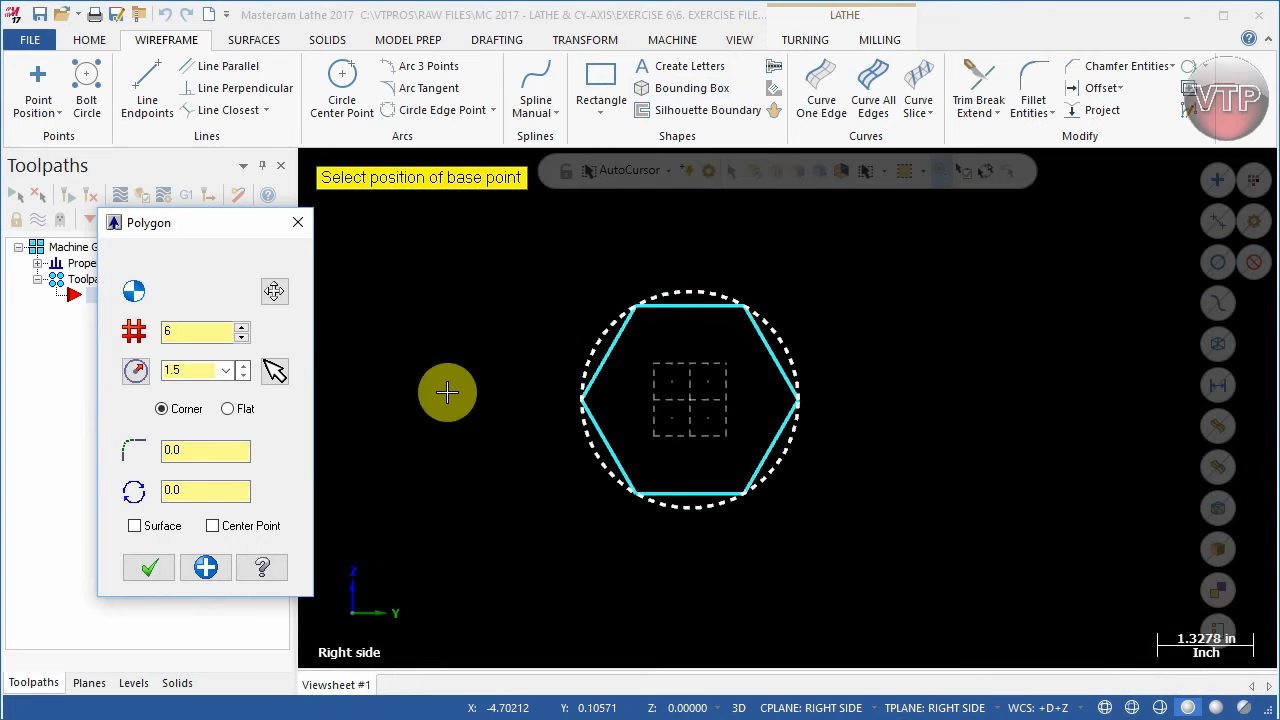 Mastercam Lathe 2017 C:\VTPROS\RAW FILES\MC 2017 - LATHE & CY-AXIS\EXERCISE 6\6. EXERCISE FILE... LATHE
FILE HOME WIREFRAME SURFACES SOLIDS MODEL PREP DRAFTING TRANSFORM MACHINE VIEW TURNING MILLING
Point Position
Bolt Circle
Points
Line Endpoints
Line Parallel
Line Perpendicular
Line Closest
Lines
Circle Center Point
Arc 3 Points
Arc Tangent
Circle Edge Point
Arcs
Spline Manual
Splines
Rectangle
Create Letters
Bounding Box
Silhouette Boundary
Shapes
Curve One Edge
Curve All Edges
Curve Slice
Curves
Trim Break Extend
Fillet Entities
Chamfer Entities
Offset
Project
Modify
VTP
Toolpaths
G1
Select position of base point
AutoCursor
Machine G
Prope
Toolpa
Polygon
6
1.5
Corner Flat
0.0
0.0
Surface Center Point
Z
Y
Right side
1.3278 in
Inch
Toolpaths Planes Levels Solids
Viewsheet #1
X: -4.70212 Y: 0.10571 Z: 0.00000 3D CPLANE: RIGHT SIDE TPLANE: RIGHT SIDE WCS: +D+Z